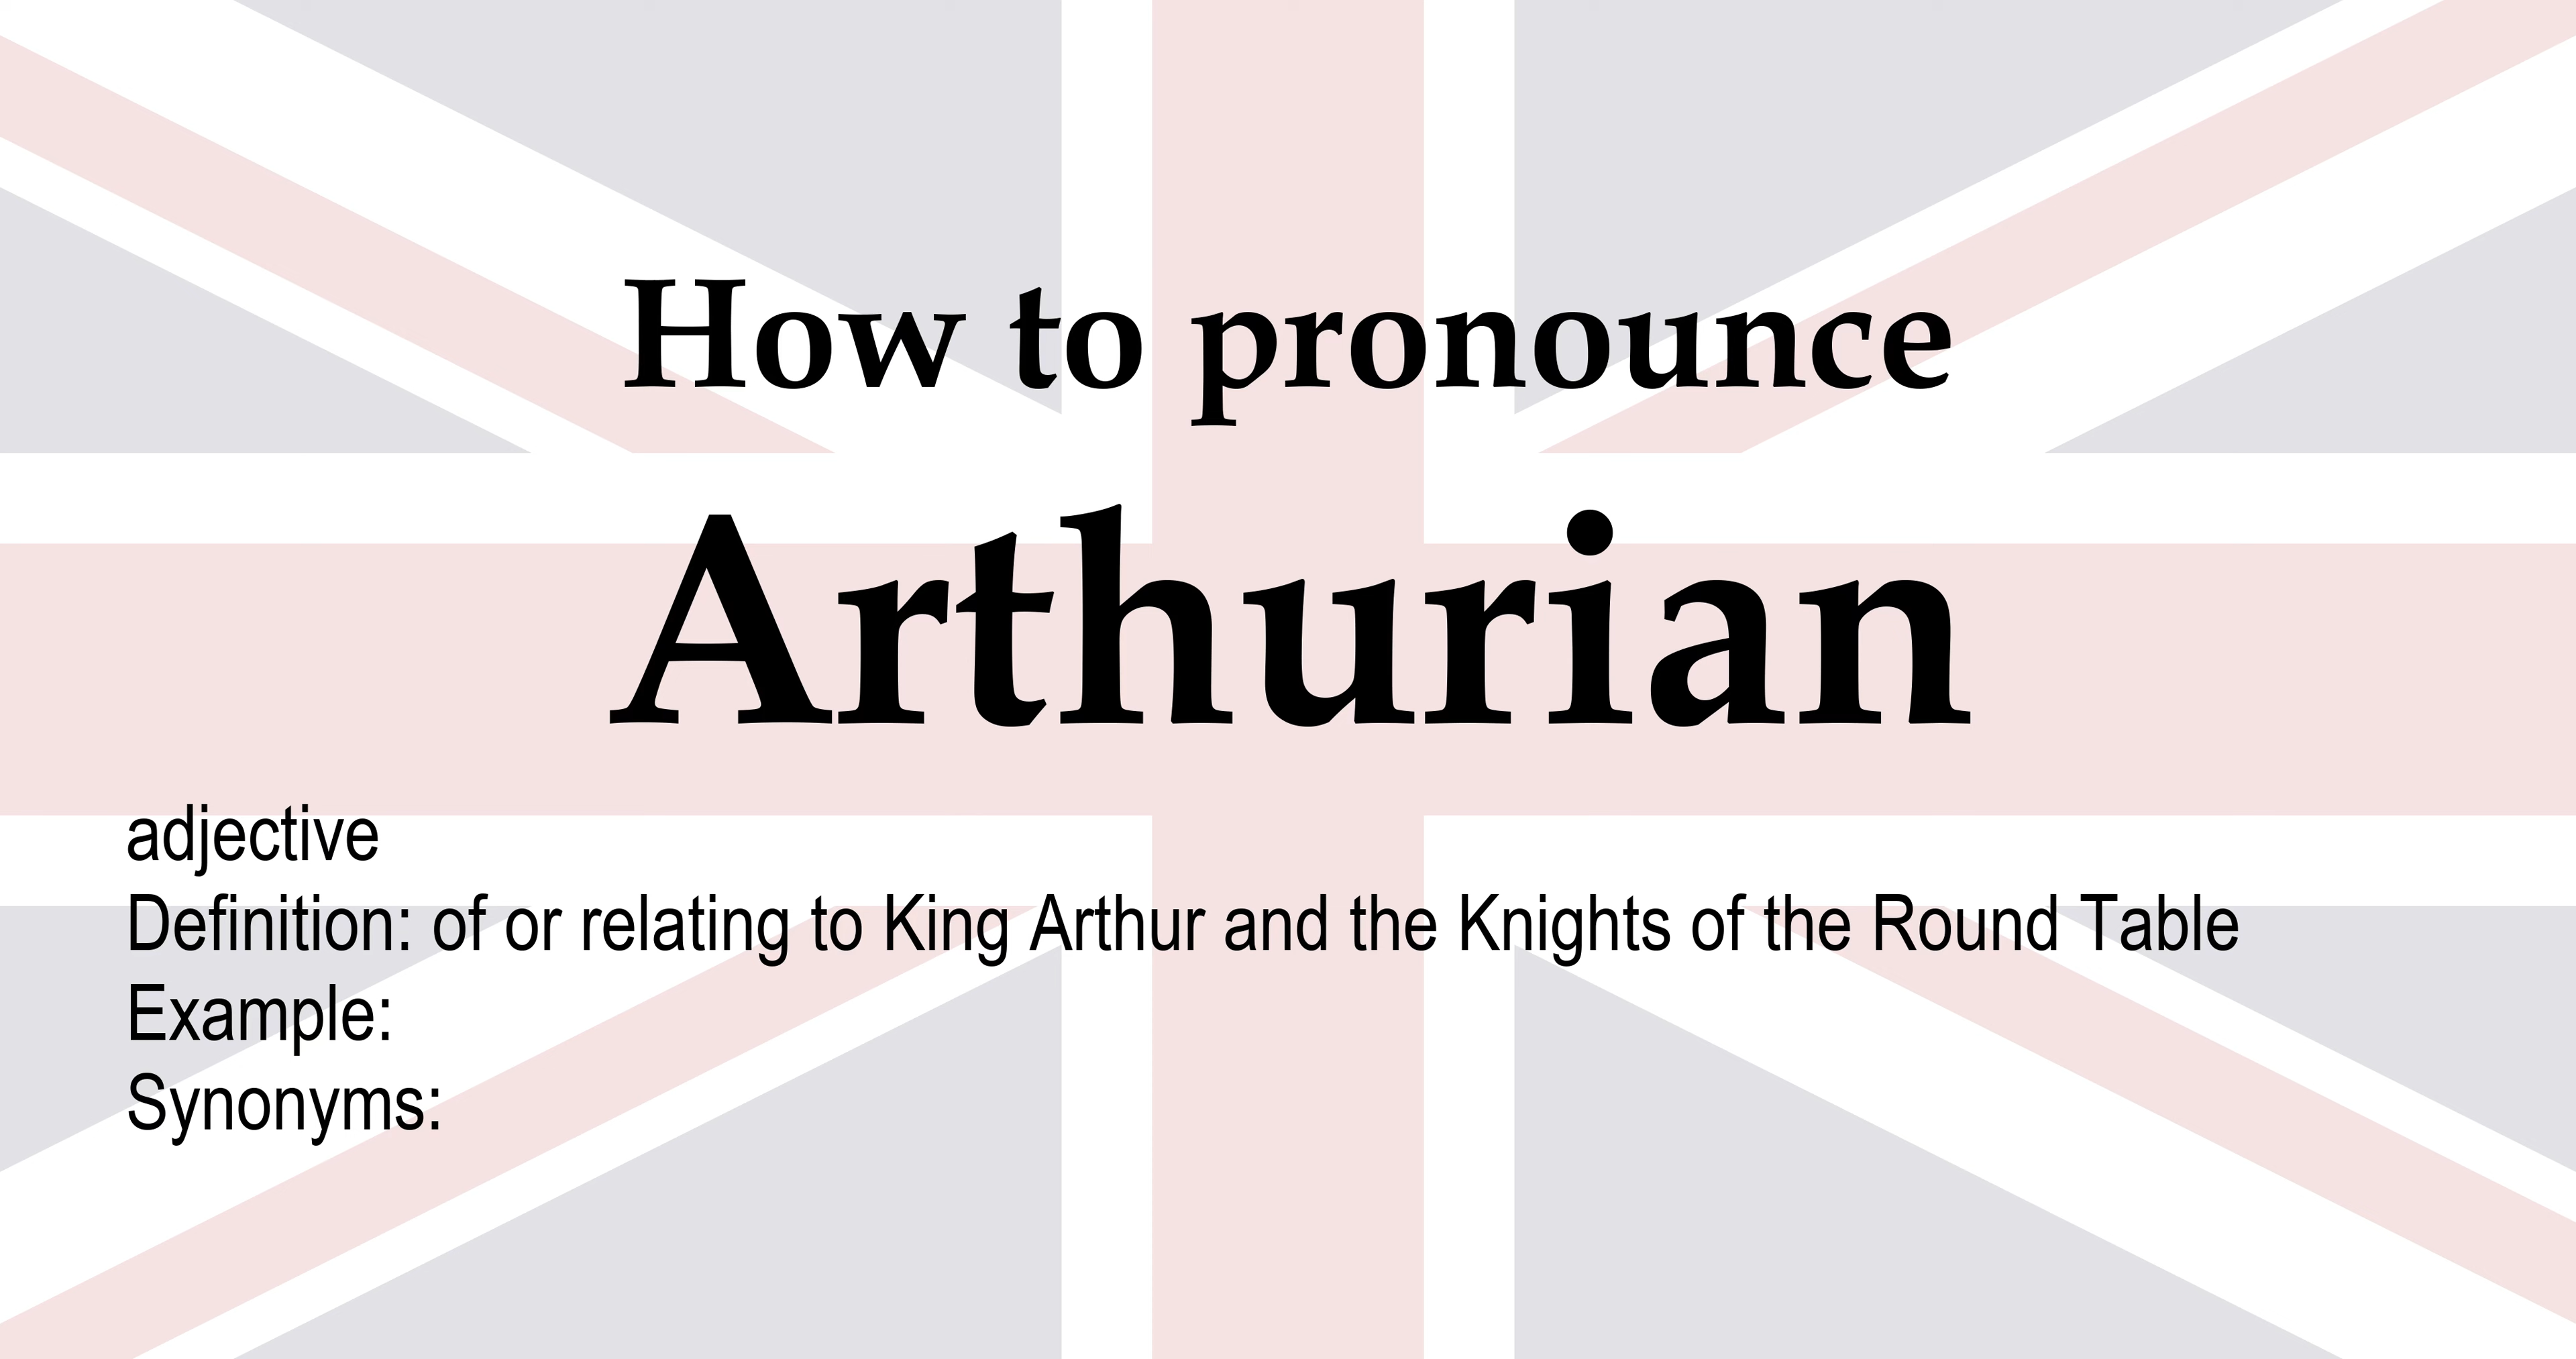 How to pronounce
Arthurian
adjective
Definition: of or relating to King Arthur and the Knights of the Round Table
Example:
Synonyms: